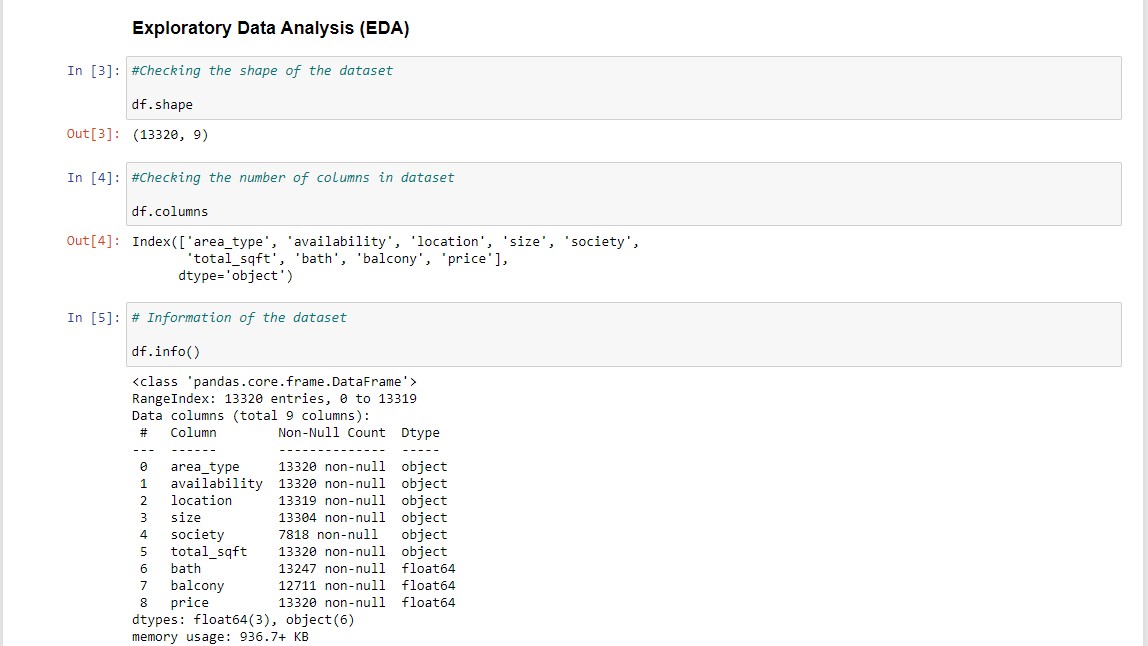 Exploratory Data Analysis (EDA)
In [3]: #Checking the shape of the dataset
df.shape
Out[3]: (13320, 9)
In [4]: #Checking the number of columns in dataset
df.columns
Out[4]: Index(['area_type', 'availability', 'location', 'size', 'society',
'total_sqft', 'bath', 'balcony', 'price'],
dtype='object')
In [5]: # Information of the dataset
df.info()
<class 'pandas.core.frame.DataFrame'>
RangeIndex: 13320 entries, 0 to 13319
Data columns (total 9 columns):
#   Column        Non-Null Count  Dtype
---  ------        --------------  -----
0   area_type     13320 non-null  object
1   availability  13320 non-null  object
2   location      13319 non-null  object
3   size          13304 non-null  object
4   society       7818 non-null   object
5   total_sqft    13320 non-null  object
6   bath          13247 non-null  float64
7   balcony       12711 non-null  float64
8   price         13320 non-null  float64
dtypes: float64(3), object(6)
memory usage: 936.7+ KB